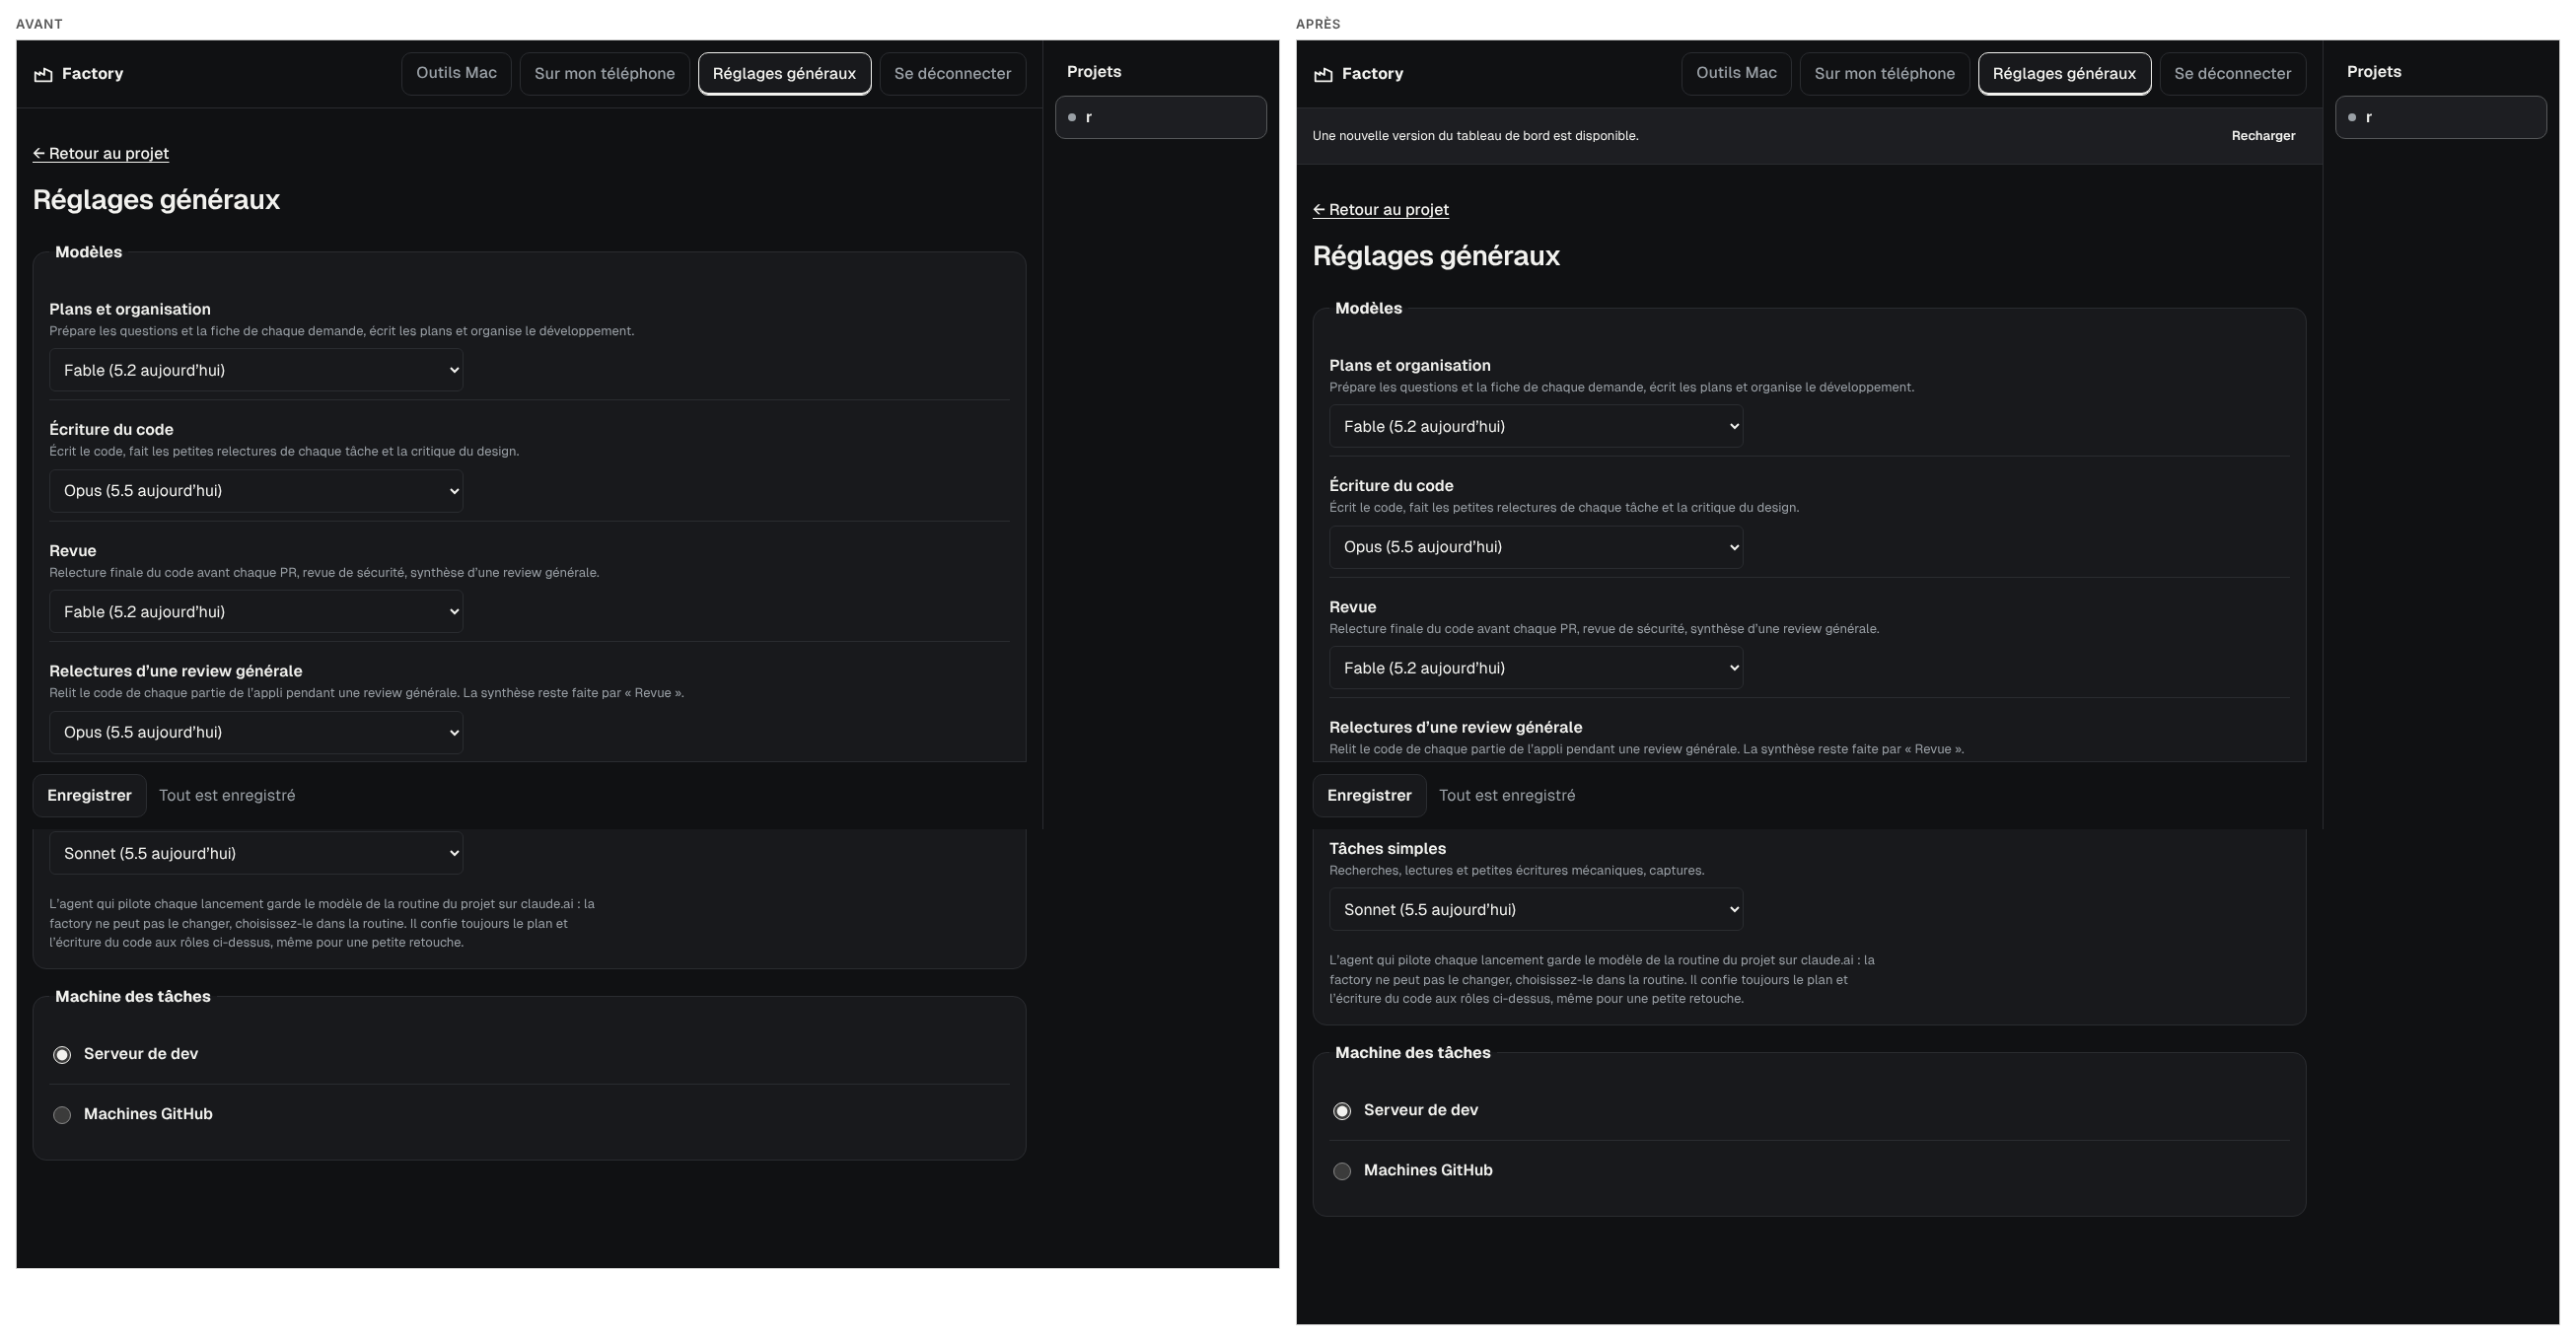 AVANT
Factory
Outils Mac
Sur mon téléphone
Réglages généraux
Se déconnecter
Projets
r
← Retour au projet
Réglages généraux
Modèles
Plans et organisation
Prépare les questions et la fiche de chaque demande, écrit les plans et organise le développement.
Fable (5.2 aujourd’hui)
Écriture du code
Écrit le code, fait les petites relectures de chaque tâche et la critique du design.
Opus (5.5 aujourd’hui)
Revue
Relecture finale du code avant chaque PR, revue de sécurité, synthèse d’une review générale.
Fable (5.2 aujourd’hui)
Relectures d’une review générale
Relit le code de chaque partie de l’appli pendant une review générale. La synthèse reste faite par « Revue ».
Opus (5.5 aujourd’hui)
Enregistrer
Tout est enregistré
Sonnet (5.5 aujourd’hui)
L’agent qui pilote chaque lancement garde le modèle de la routine du projet sur claude.ai : la
factory ne peut pas le changer, choisissez-le dans la routine. Il confie toujours le plan et
l’écriture du code aux rôles ci-dessus, même pour une petite retouche.
Machine des tâches
Serveur de dev
Machines GitHub
APRÈS
Factory
Outils Mac
Sur mon téléphone
Réglages généraux
Se déconnecter
Projets
r
Une nouvelle version du tableau de bord est disponible.
Recharger
← Retour au projet
Réglages généraux
Modèles
Plans et organisation
Prépare les questions et la fiche de chaque demande, écrit les plans et organise le développement.
Fable (5.2 aujourd’hui)
Écriture du code
Écrit le code, fait les petites relectures de chaque tâche et la critique du design.
Opus (5.5 aujourd’hui)
Revue
Relecture finale du code avant chaque PR, revue de sécurité, synthèse d’une review générale.
Fable (5.2 aujourd’hui)
Relectures d’une review générale
Relit le code de chaque partie de l’appli pendant une review générale. La synthèse reste faite par « Revue ».
Enregistrer
Tout est enregistré
Tâches simples
Recherches, lectures et petites écritures mécaniques, captures.
Sonnet (5.5 aujourd’hui)
L’agent qui pilote chaque lancement garde le modèle de la routine du projet sur claude.ai : la
factory ne peut pas le changer, choisissez-le dans la routine. Il confie toujours le plan et
l’écriture du code aux rôles ci-dessus, même pour une petite retouche.
Machine des tâches
Serveur de dev
Machines GitHub